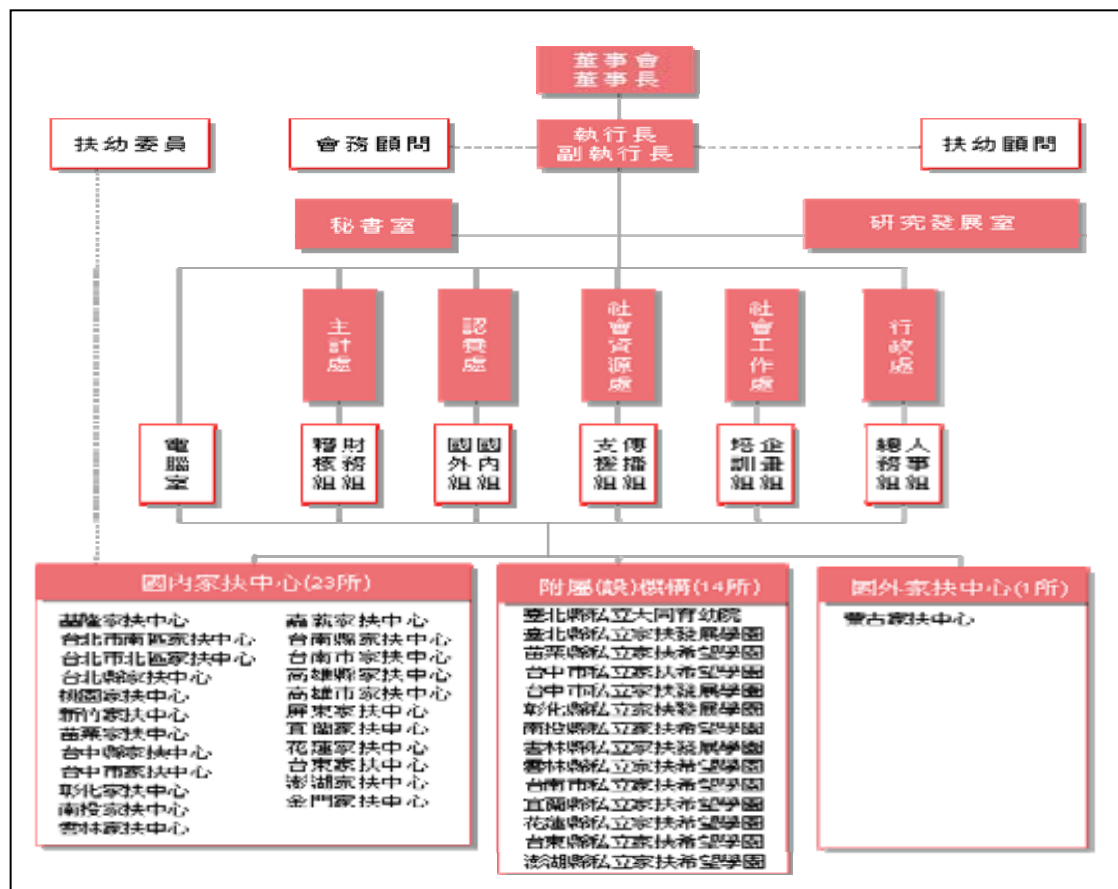 董事會
董事長
扶幼委員
會務顧問
執行長
副執行長
扶幼顧問
秘書室
研究發展室
主計處
認養處
社會資源處
社會工作處
行政處
電腦室
稽核組
財務組
國外組
國內組
支援組
傳播組
培訓組
企畫組
總務組
人事組
國內家扶中心(23所)
基隆家扶中心
台北市南區家扶中心
台北市北區家扶中心
台北縣家扶中心
桃園家扶中心
新竹家扶中心
苗栗家扶中心
台中縣家扶中心
台中市家扶中心
彰化家扶中心
南投家扶中心
雲林家扶中心
嘉義家扶中心
台南縣家扶中心
台南市家扶中心
高雄縣家扶中心
高雄市家扶中心
屏東家扶中心
宜蘭家扶中心
花蓮家扶中心
台東家扶中心
澎湖家扶中心
金門家扶中心
附屬(設)機構(14所)
臺北縣私立大同育幼院
臺北縣私立家扶發展學園
苗栗縣私立家扶希望學園
台中市私立家扶希望學園
台中市私立家扶發展學園
彰化縣私立家扶發展學園
南投縣私立家扶希望學園
雲林縣私立家扶發展學園
雲林縣私立家扶希望學園
台南市私立家扶希望學園
宜蘭縣私立家扶希望學園
花蓮縣私立家扶希望學園
台東縣私立家扶希望學園
澎湖縣私立家扶希望學園
國外家扶中心(1所)
蒙古家扶中心